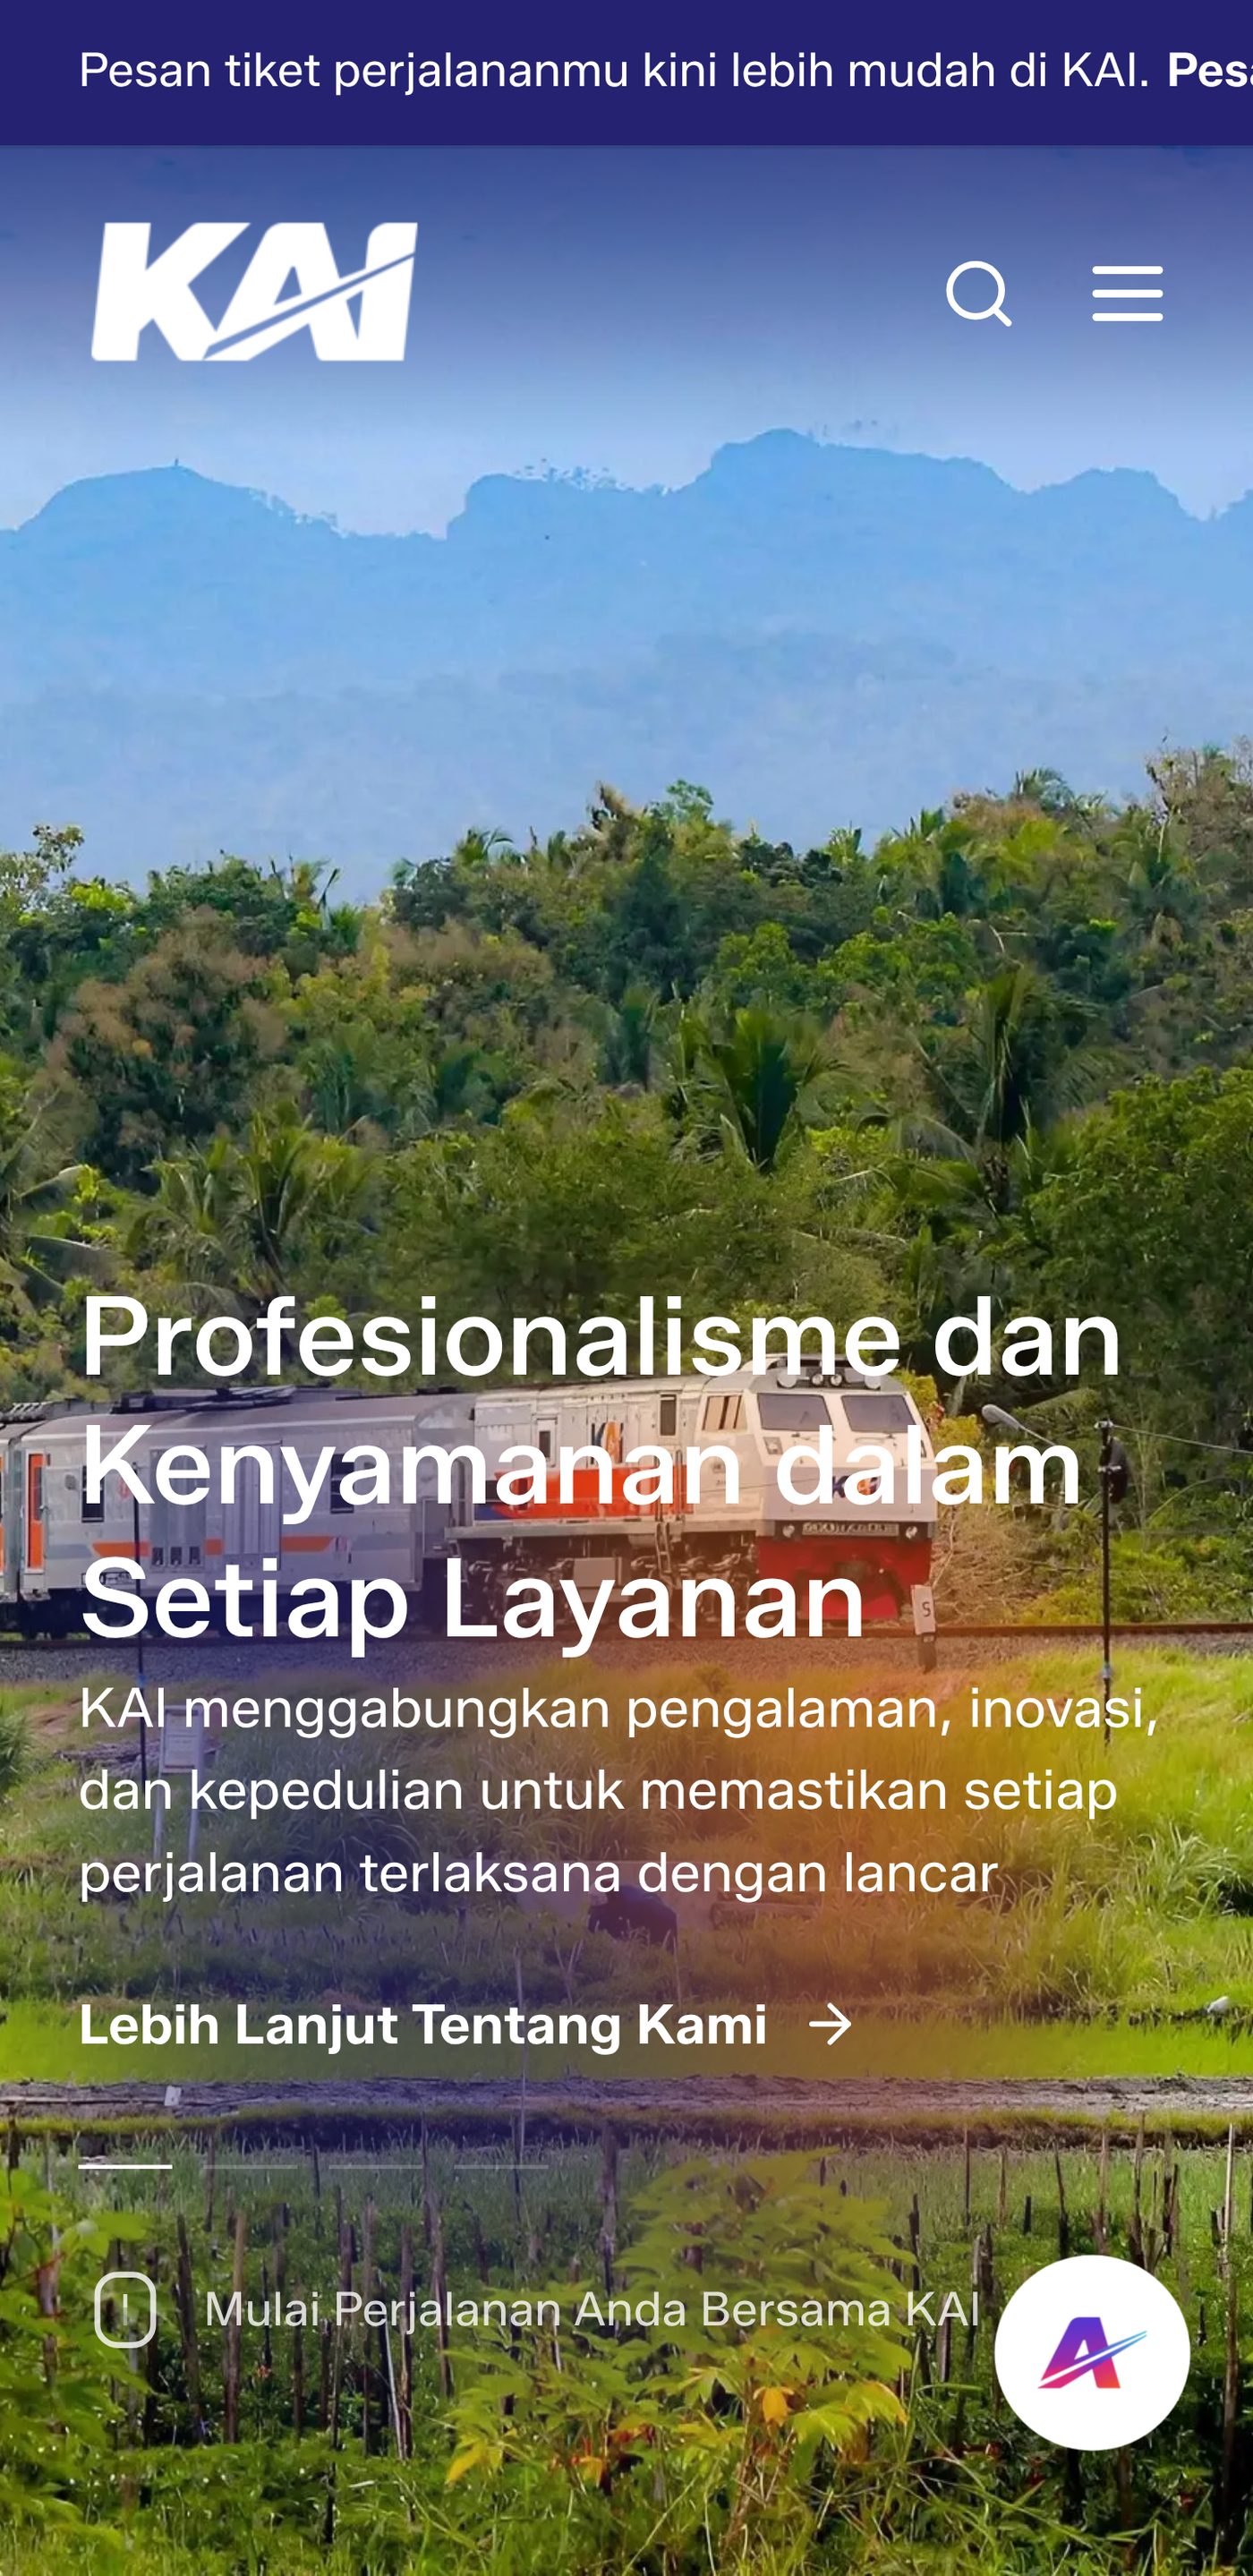 Pesan tiket perjalananmu kini lebih mudah di KAI. Pesa
KAI
Profesionalisme dan
Kenyamanan dalam
Setiap Layanan
KAI menggabungkan pengalaman, inovasi,
dan kepedulian untuk memastikan setiap
perjalanan terlaksana dengan lancar
Lebih Lanjut Tentang Kami
Mulai Perjalanan Anda Bersama KAI
A